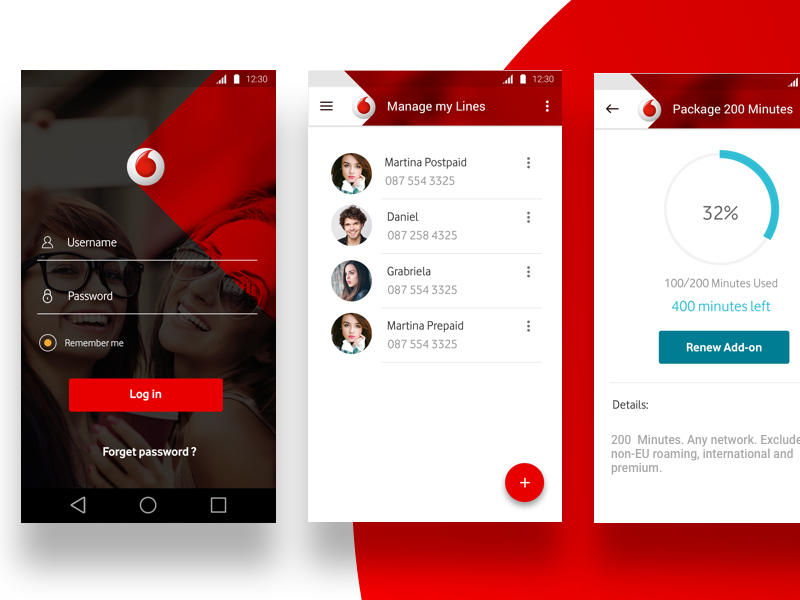 12:30
Username
Password
Remember me
Log in
Forget password ?
12:30
Manage my Lines
Martina Postpaid
087 554 3325
Daniel
087 258 4325
Grabriela
087 554 3325
Martina Prepaid
087 554 3325
+
Package 200 Minutes
32%
100/200 Minutes Used
400 minutes left
Renew Add-on
Details:
200 Minutes. Any network. Exclude
non-EU roaming, international and
premium.